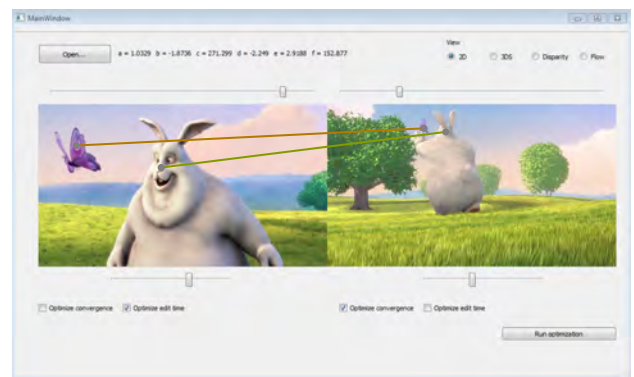 MainWindow
View
Open...
a = 1.0329 b = -1.8736 c = 271.299 d = -2.249 e = 2.9188 f = 152.877
2D 3DS Disparity Flow
Optimize convergence Optimize edit time
Optimize convergence Optimize edit time
Run optimization